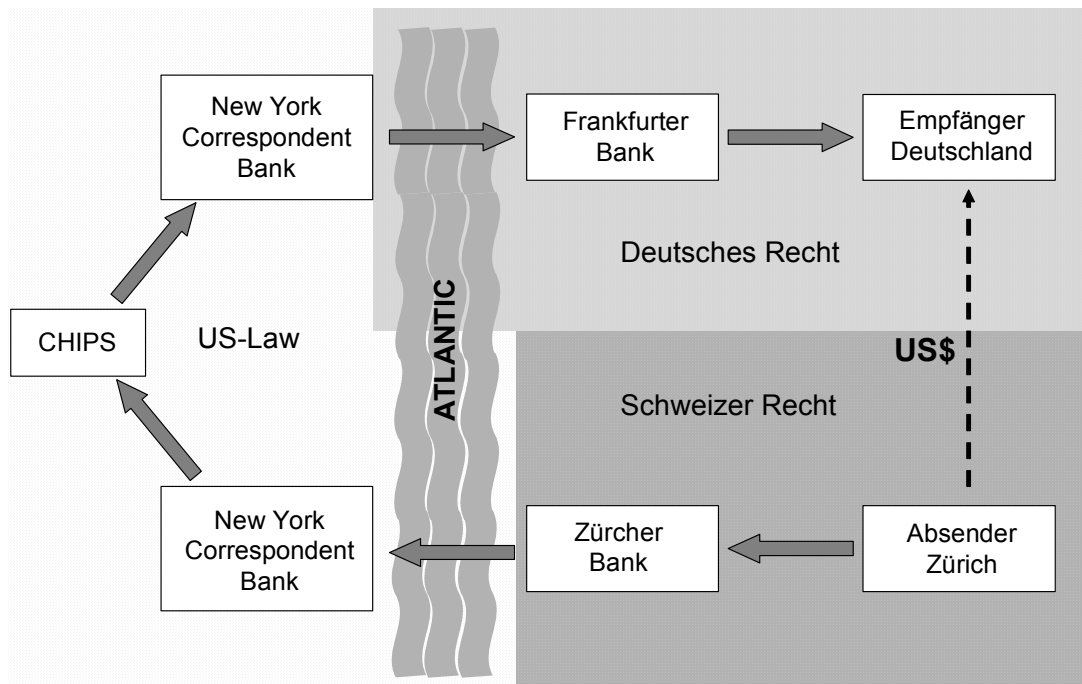 New York
Correspondent
Bank
Frankfurter
Bank
Empfänger
Deutschland
Deutsches Recht
CHIPS
US-Law
ATLANTIC
US$
Schweizer Recht
New York
Correspondent
Bank
Zürcher
Bank
Absender
Zürich